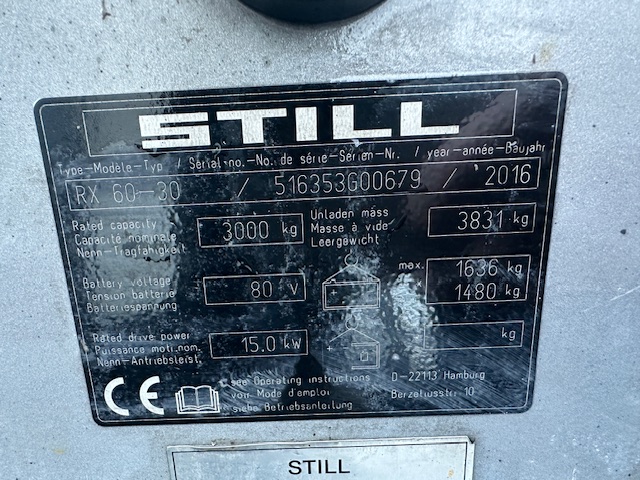 STILL
Type-Modèle-Typ / Serial-no.-No. de série-Serien-Nr. / year-année-Baujahr
RX 60-30 / 516353G00679 / 2016
Rated capacity
Capacité nominale
Nenn-Tragfähigkeit
3000 kg
Unladen mass
Masse à vide
Leergewicht
3831 kg
Battery voltage
Tension batterie
Batteriespannung
80 V
max. 1636 kg
1480 kg
Rated drive power
Puissance moti.nom.
Nenn-Antriebsleist.
15.0 kW
kg
CE
see Operating instructions
voir Mode d'emploi
siehe Betriebsanleitung
D-22113 Hamburg
Berzeliusstr. 10
STILL